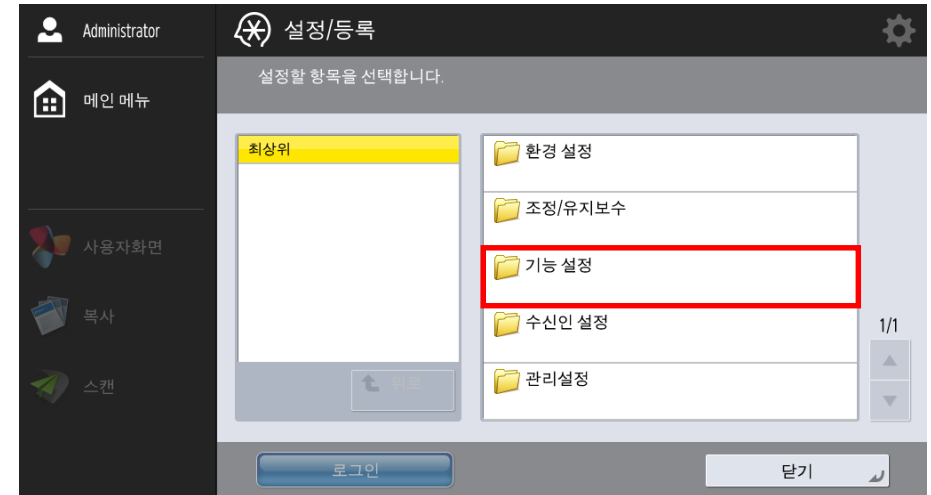 Administrator
설정/등록
설정할 항목을 선택합니다.
메인 메뉴
최상위
환경 설정
조정/유지보수
기능 설정
수신인 설정
관리설정
사용자화면
복사
스캔
1/1
위로
로그인
닫기